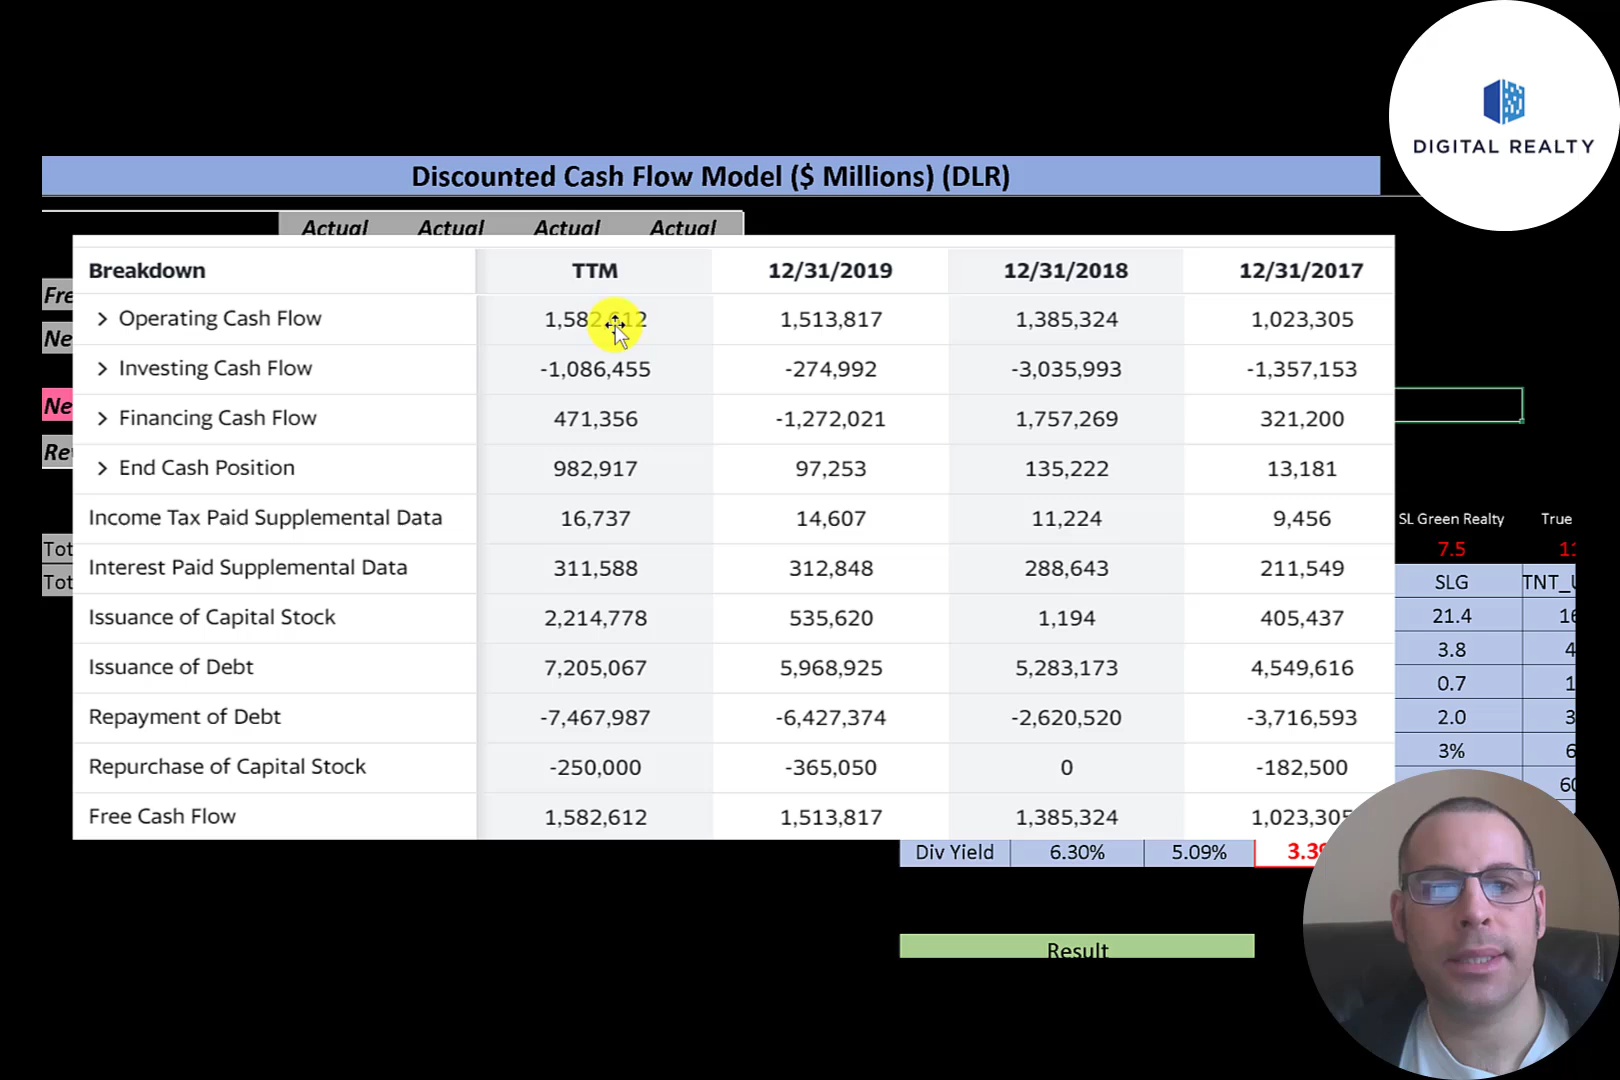 DIGITAL REALTY
Discounted Cash Flow Model ($ Millions) (DLR)
Actual Actual Actual Actual
Breakdown TTM 12/31/2019 12/31/2018 12/31/2017
Operating Cash Flow 1,582,612 1,513,817 1,385,324 1,023,305
Investing Cash Flow -1,086,455 -274,992 -3,035,993 -1,357,153
Financing Cash Flow 471,356 -1,272,021 1,757,269 321,200
End Cash Position 982,917 97,253 135,222 13,181
Income Tax Paid Supplemental Data 16,737 14,607 11,224 9,456
SL Green Realty True
7.5
Interest Paid Supplemental Data 311,588 312,848 288,643 211,549
SLG
Issuance of Capital Stock 2,214,778 535,620 1,194 405,437
21.4
3.8
Issuance of Debt 7,205,067 5,968,925 5,283,173 4,549,616
0.7
Repayment of Debt -7,467,987 -6,427,374 -2,620,520 -3,716,593
2.0
3%
Repurchase of Capital Stock -250,000 -365,050 0 -182,500
Free Cash Flow 1,582,612 1,513,817 1,385,324 1,023,305
Div Yield 6.30% 5.09%
Result